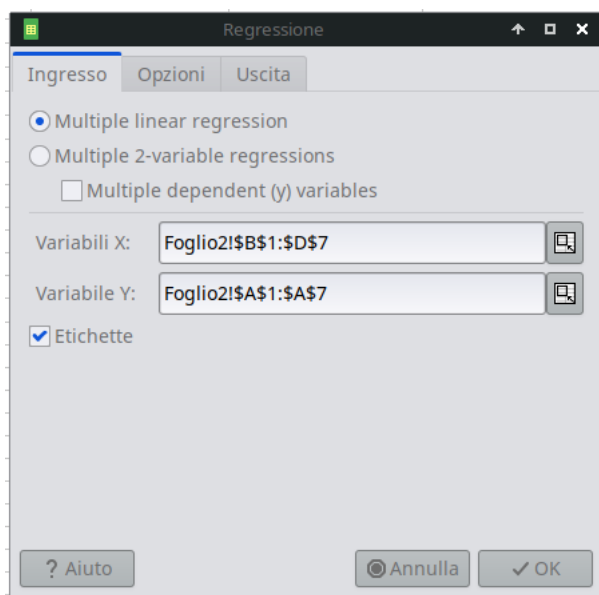 Regressione
Ingresso Opzioni Uscita
Multiple linear regression
Multiple 2-variable regressions
Multiple dependent (y) variables
Variabili X: Foglio2!$B$1:$D$7
Variabile Y: Foglio2!$A$1:$A$7
Etichette
? Aiuto Annulla OK